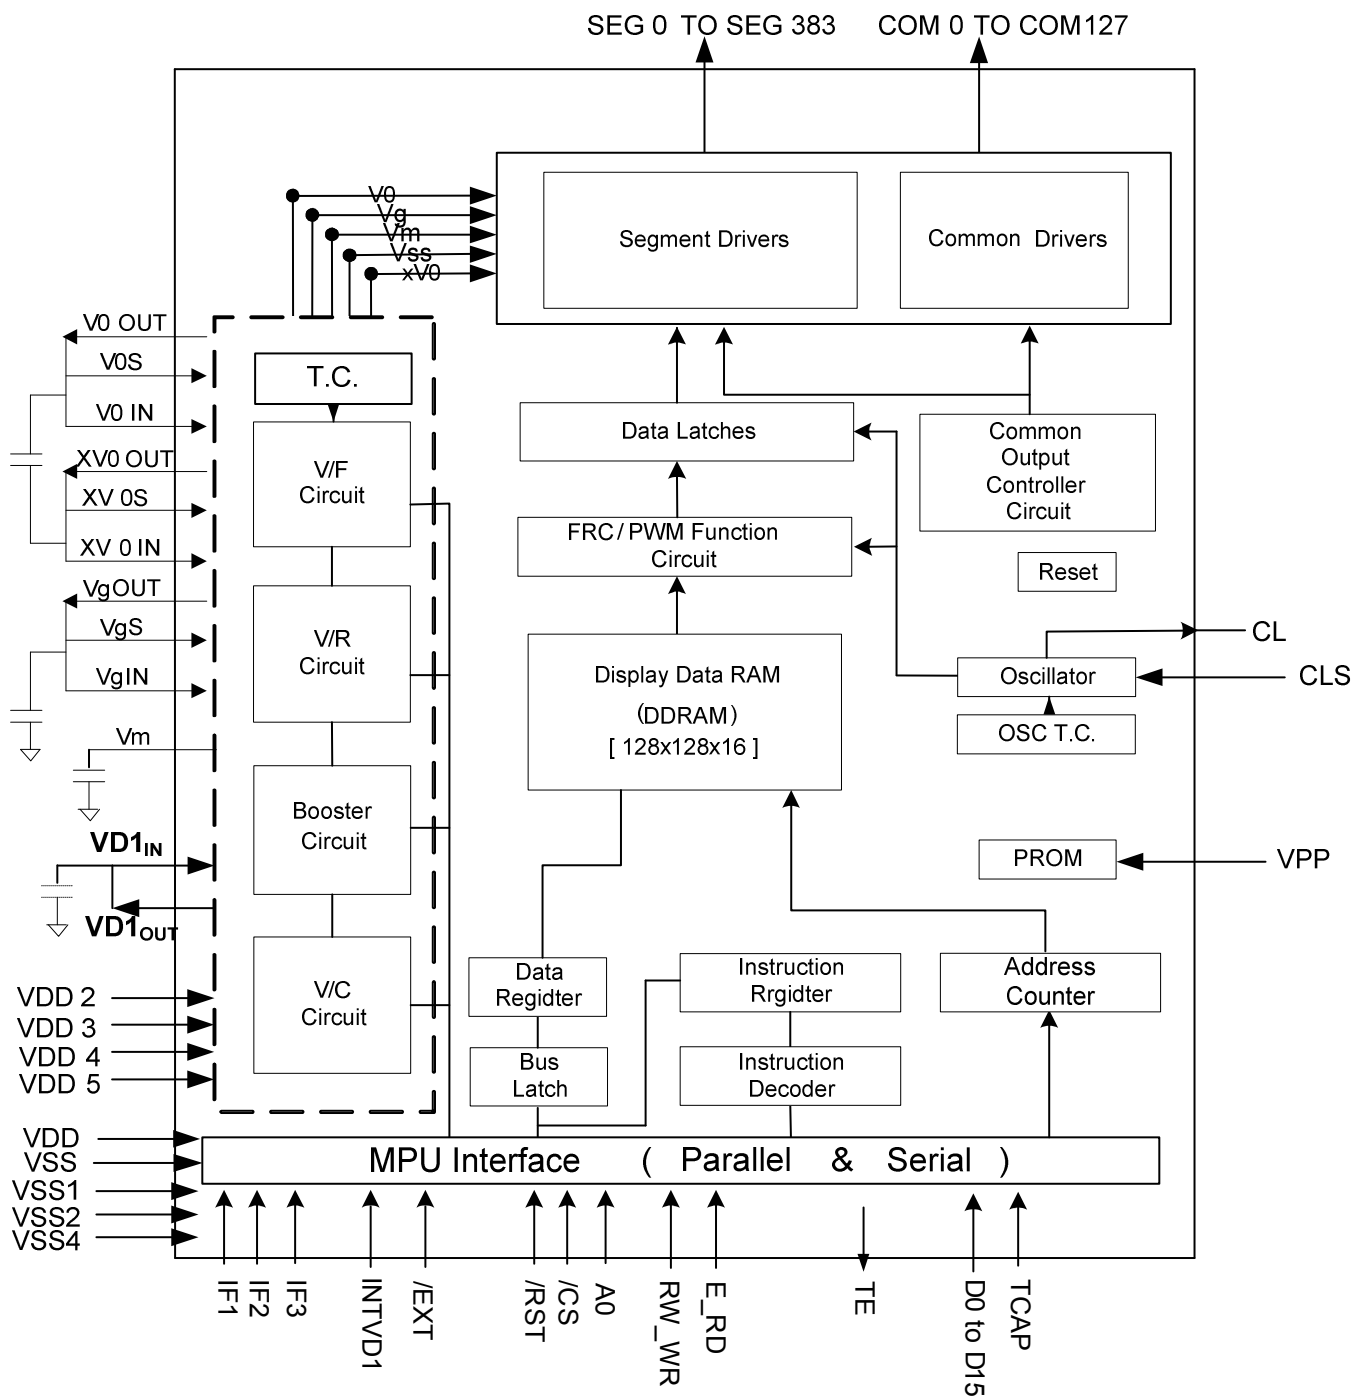 SEG 0 TO SEG 383 COM 0 TO COM127
V0
Vg
Vm
Vss
xV0
Segment Drivers
Common Drivers
V0 OUT
V0S
V0 IN
XV0 OUT
XV 0S
XV 0 IN
VgOUT
VgS
VgIN
Vm
VD1IN
VD1OUT
VDD 2
VDD 3
VDD 4
VDD 5
VDD
VSS
VSS1
VSS2
VSS4
T.C.
V/F
Circuit
V/R
Circuit
Booster
Circuit
V/C
Circuit
Data Latches
FRC/PWM Function
Circuit
Display Data RAM
(DDRAM)
[ 128x128x16 ]
Common
Output
Controller
Circuit
Reset
Oscillator
OSC T.C.
CL
CLS
PROM
VPP
Data
Regidter
Bus
Latch
Instruction
Rrgidter
Instruction
Decoder
Address
Counter
MPU Interface ( Parallel & Serial )
IF1
IF2
IF3
INTVD1
/EXT
/RST
/CS
A0
RW_WR
E_RD
TE
D0 to D15
TCAP